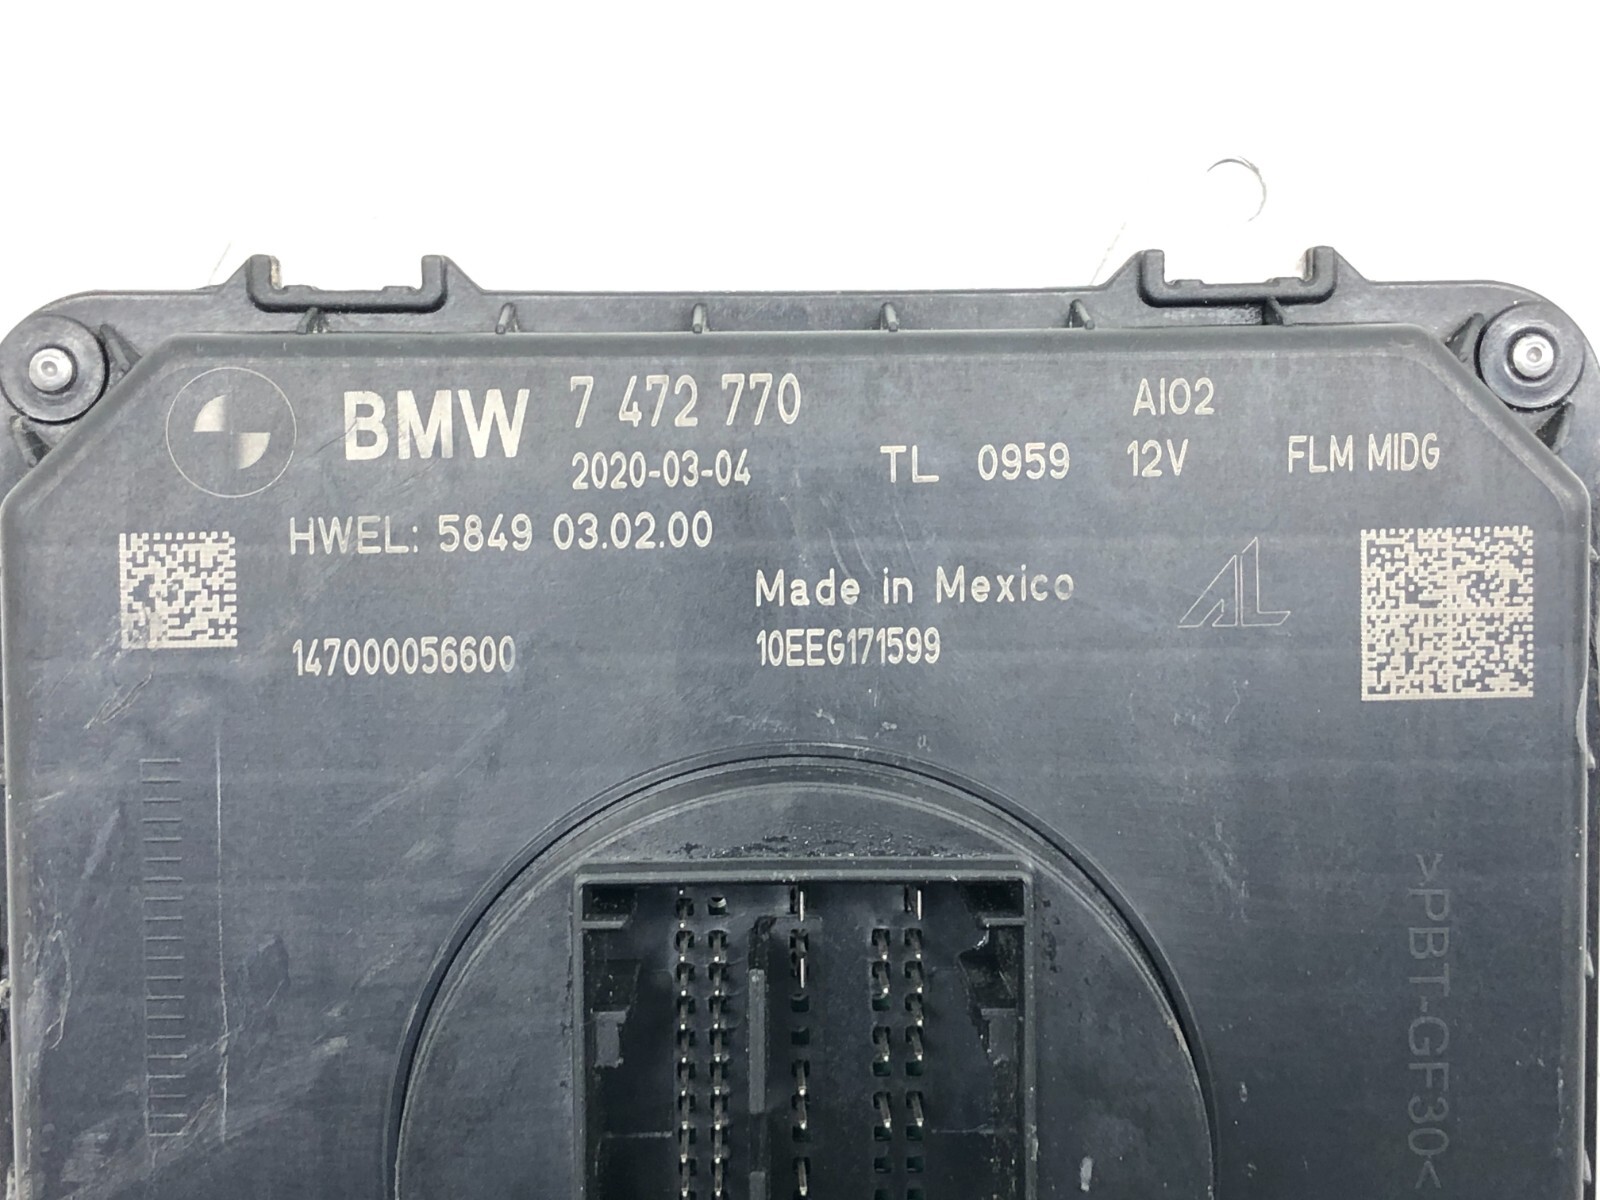 BMW 7 472 770 AI02
2020-03-04 TL 0959 12V FLM MIDG
HWEL: 5849 03.02.00
Made in Mexico AL
147000056600 10EEG171599
>PBT-GF30<